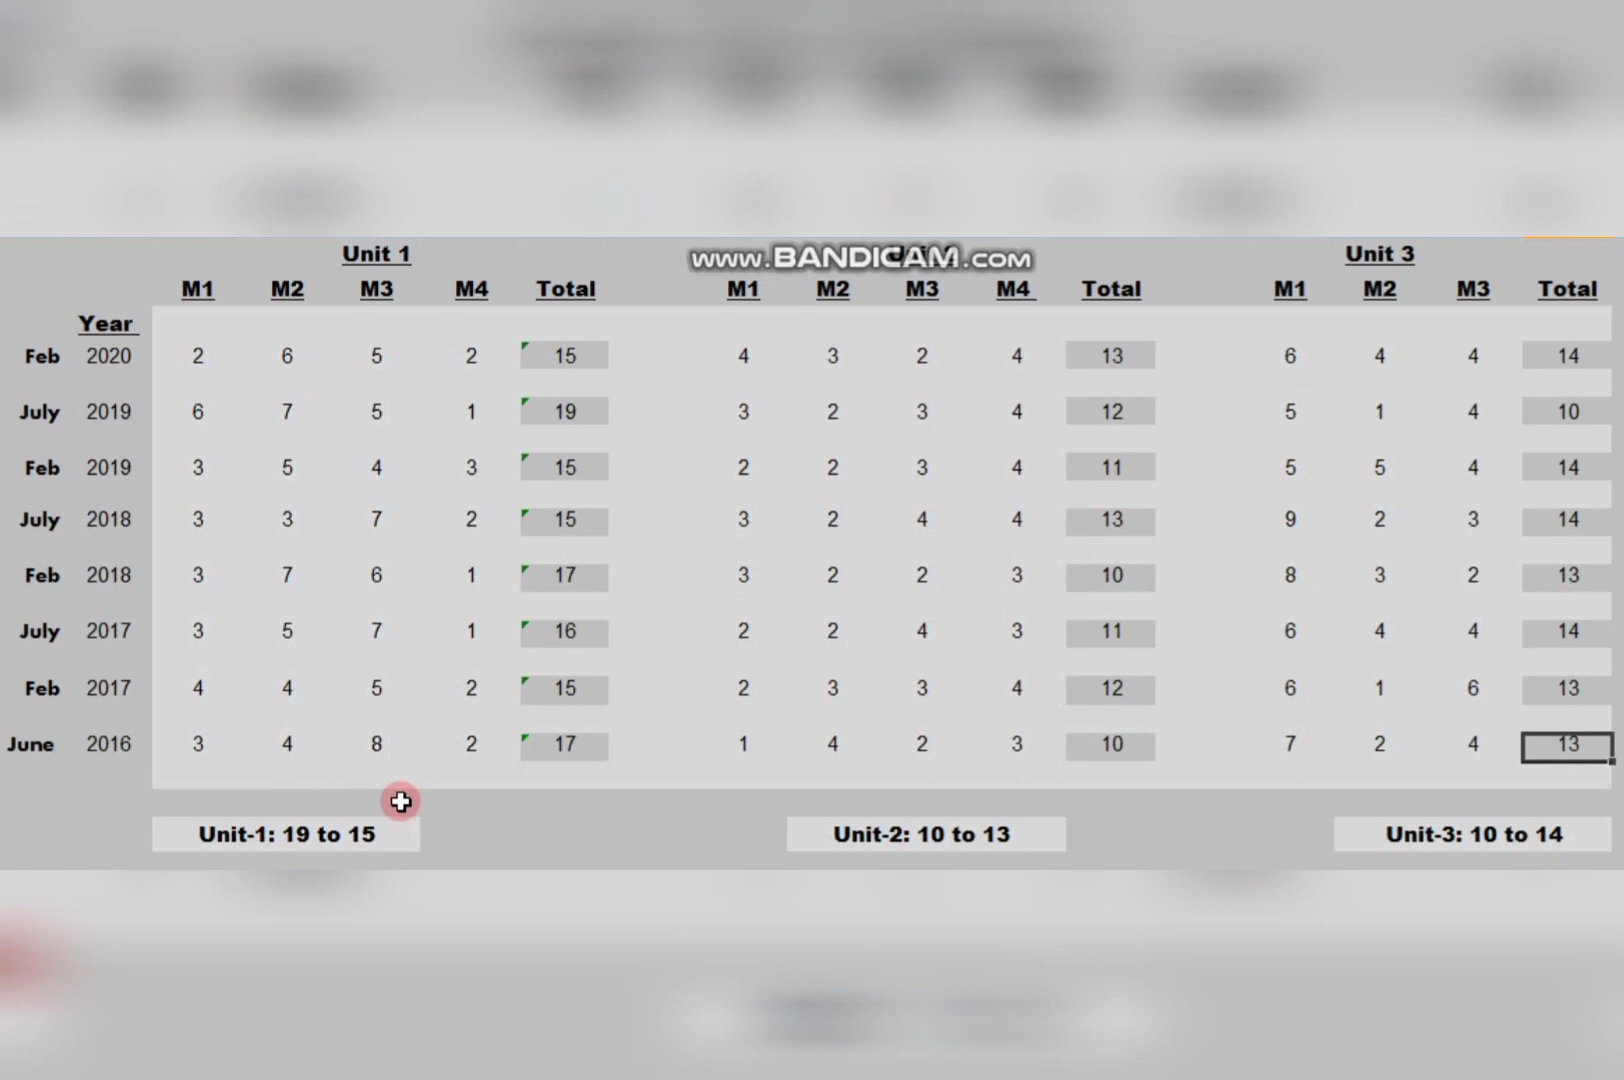 Unit 1 Unit 3
www.BANDICAM.com
M1 M2 M3 M4 Total M1 M2 M3 M4 Total M1 M2 M3 Total
Year
Feb 2020 2 6 5 2 15 4 3 2 4 13 6 4 4 14
July 2019 6 7 5 1 19 3 2 3 4 12 5 1 4 10
Feb 2019 3 5 4 3 15 2 2 3 4 11 5 5 4 14
July 2018 3 3 7 2 15 3 2 4 4 13 9 2 3 14
Feb 2018 3 7 6 1 17 3 2 2 3 10 8 3 2 13
July 2017 3 5 7 1 16 2 2 4 3 11 6 4 4 14
Feb 2017 4 4 5 2 15 2 3 3 4 12 6 1 6 13
June 2016 3 4 8 2 17 1 4 2 3 10 7 2 4 13
Unit-1: 19 to 15 Unit-2: 10 to 13 Unit-3: 10 to 14